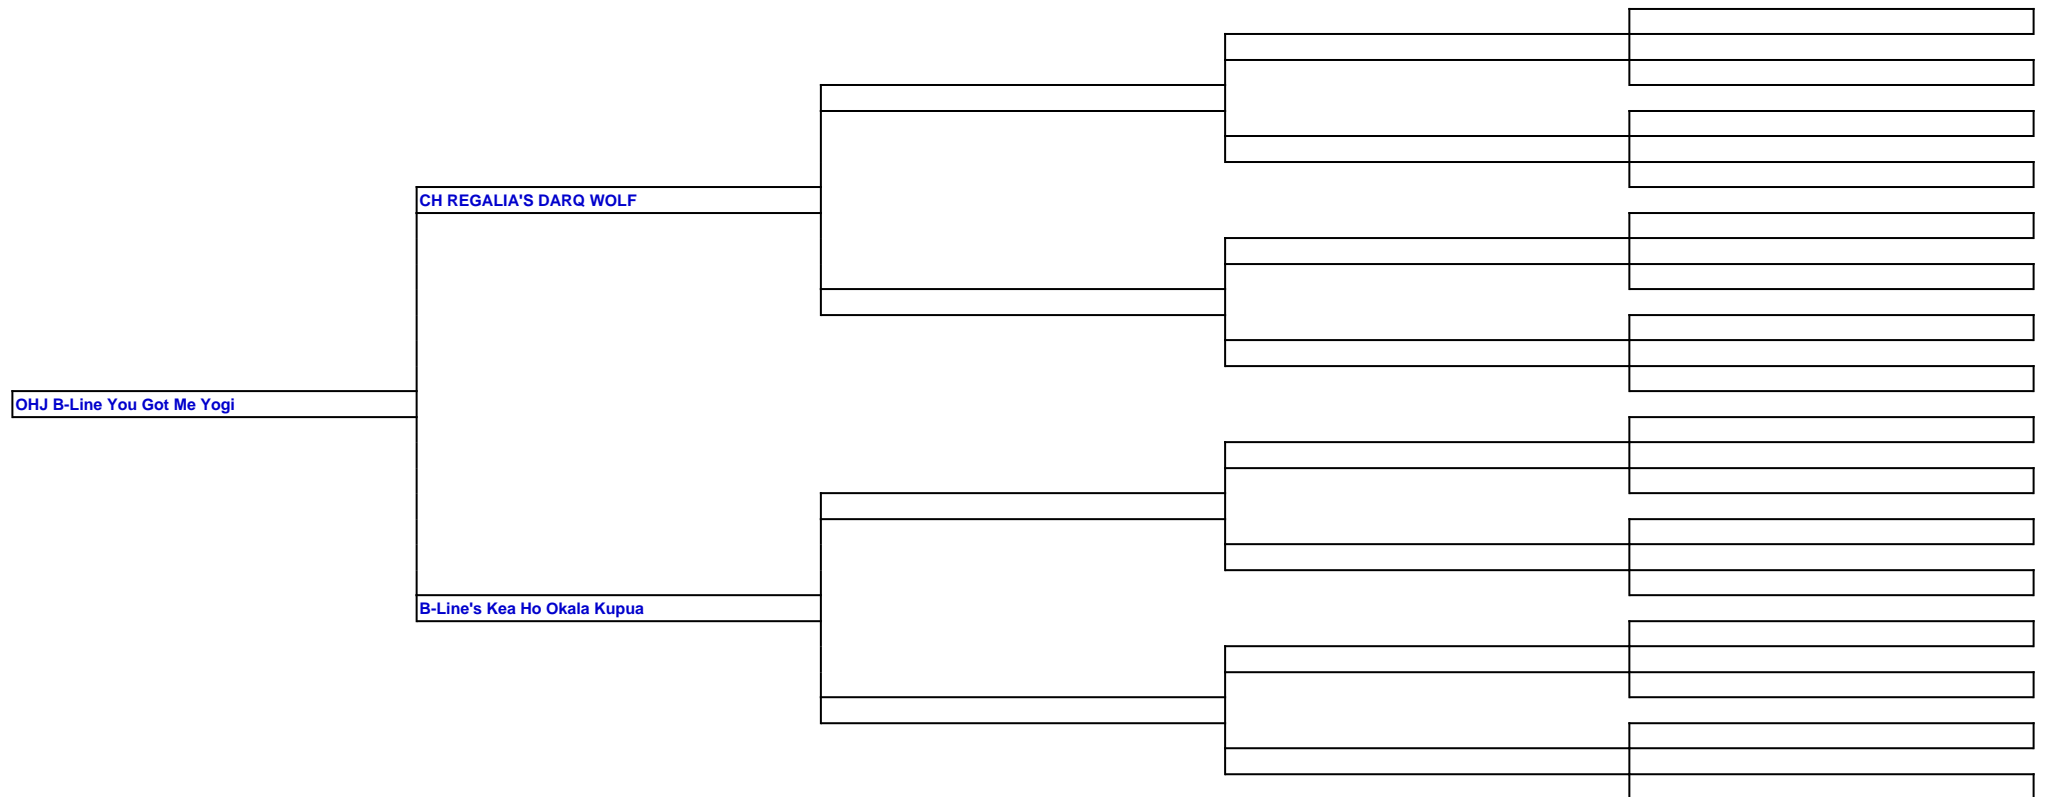 CH REGALIA'S DARQ WOLF
OHJ B-Line You Got Me Yogi
B-Line's Kea Ho Okala Kupua